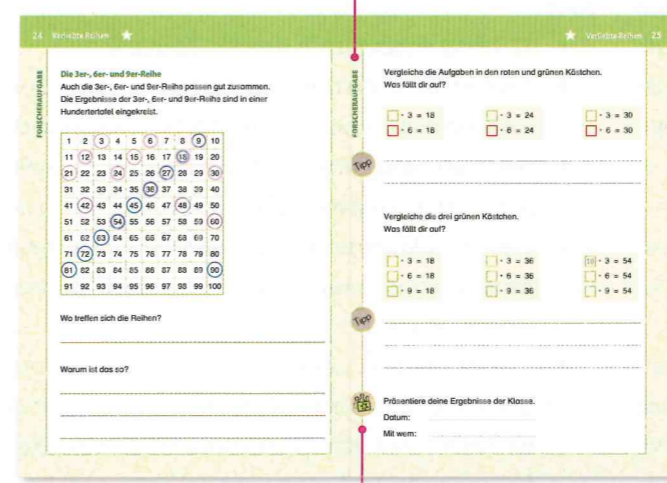 24 Verliebte Reihen
FORSCHERAUFGABE
Die 3er-, 6er- und 9er-Reihe
Auch die 3er-, 6er- und 9er-Reihe passen gut zusammen.
Die Ergebnisse der 3er-, 6er- und 9er-Reihe sind in einer
Hundertertafel eingekreist.
1 2 3 4 5 6 7 8 9 10
11 12 13 14 15 16 17 18 19 20
21 22 23 24 25 26 27 28 29 30
31 32 33 34 35 36 37 38 39 40
41 42 43 44 45 46 47 48 49 50
51 52 53 54 55 56 57 58 59 60
61 62 63 64 65 66 67 68 69 70
71 72 73 74 75 76 77 78 79 80
81 82 83 84 85 86 87 88 89 90
91 92 93 94 95 96 97 98 99 100
Wo treffen sich die Reihen?
Warum ist das so?
Verliebte Reihen 25
FORSCHERAUFGABE
Vergleiche die Aufgaben in den roten und grünen Kästchen.
Was fällt dir auf?
· 3 = 18 · 3 = 24 · 3 = 30
· 6 = 18 · 6 = 24 · 6 = 30
Tipp
Vergleiche die drei grünen Kästchen.
Was fällt dir auf?
· 3 = 18 · 3 = 36 18 · 3 = 54
· 6 = 18 · 6 = 36 · 6 = 54
· 9 = 18 · 9 = 36 · 9 = 54
Tipp
Präsentiere deine Ergebnisse der Klasse.
Datum:
Mit wem: